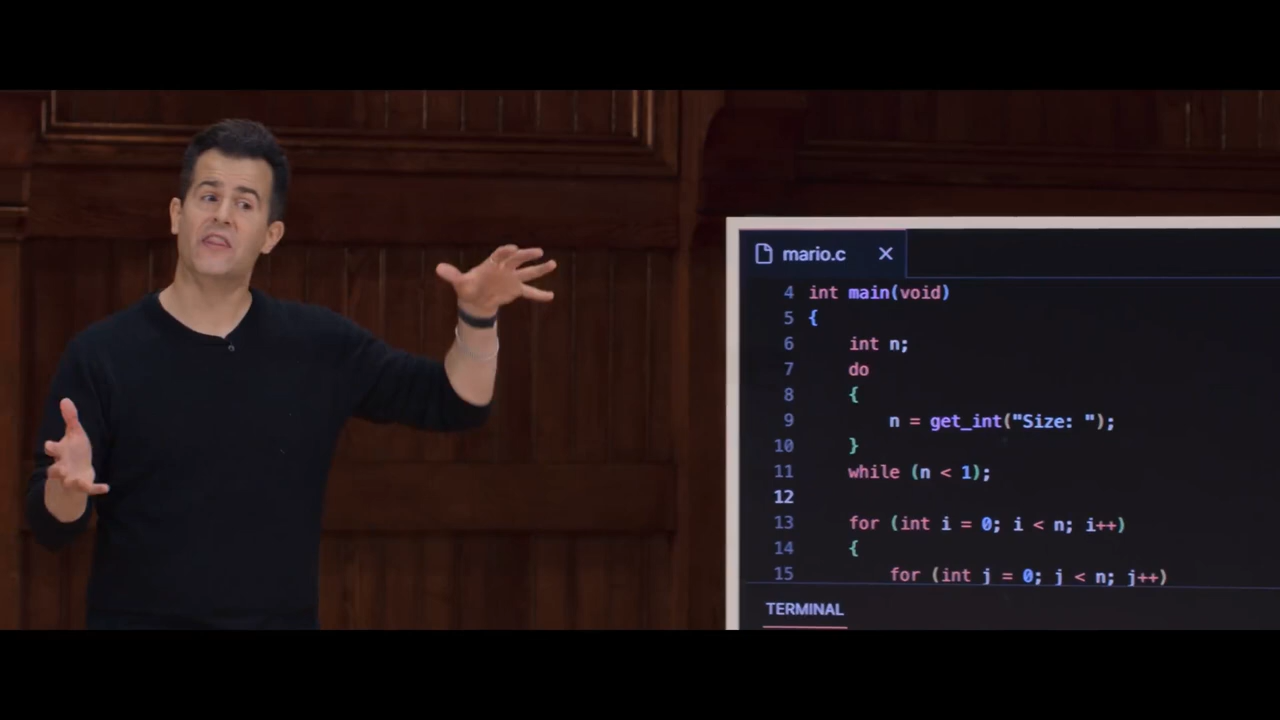 mario.c
4 int main(void)
5 {
6 int n;
7 do
8 {
9 n = get_int("Size: ");
10 }
11 while (n < 1);
12
13 for (int i = 0; i < n; i++)
14 {
15 for (int j = 0; j < n; j++)
TERMINAL